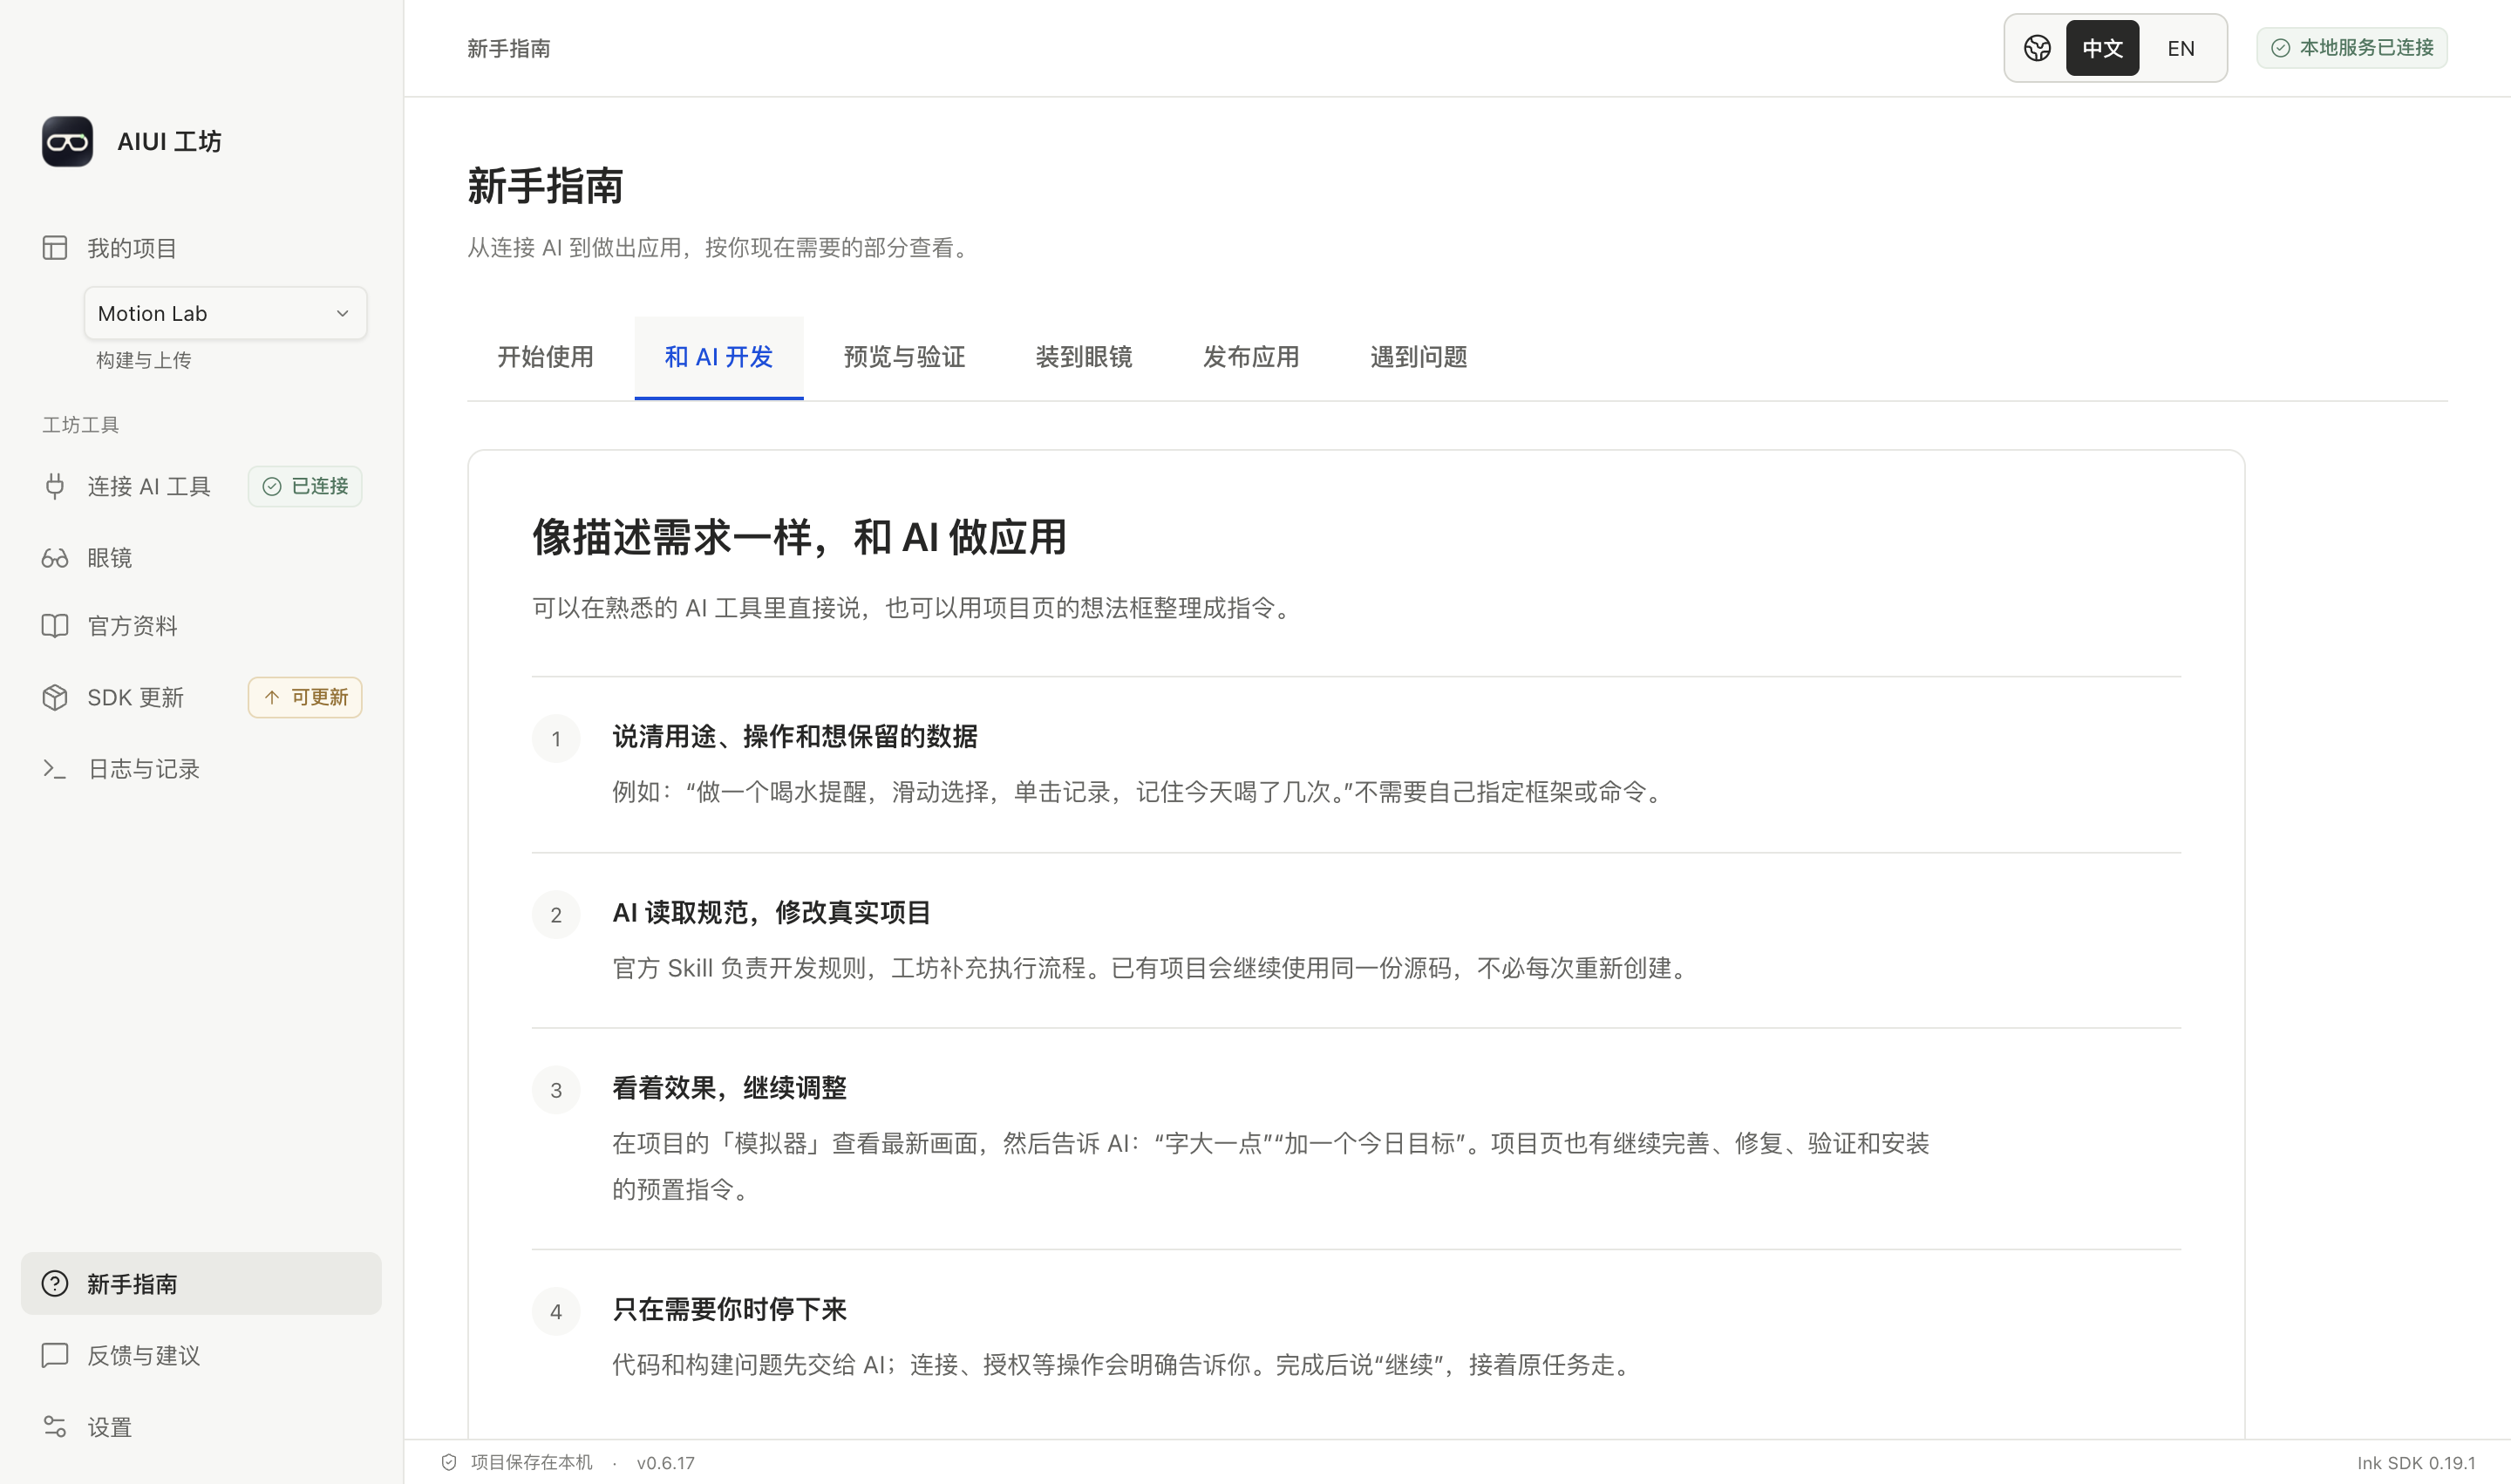 新手指南
中文
EN
本地服务已连接
AIUI 工坊
我的项目
Motion Lab
构建与上传
工坊工具
连接 AI 工具
已连接
眼镜
官方资料
SDK 更新
可更新
日志与记录
新手指南
反馈与建议
设置
新手指南
从连接 AI 到做出应用，按你现在需要的部分查看。
开始使用
和 AI 开发
预览与验证
装到眼镜
发布应用
遇到问题
像描述需求一样，和 AI 做应用
可以在熟悉的 AI 工具里直接说，也可以用项目页的想法框整理成指令。
1
说清用途、操作和想保留的数据
例如：“做一个喝水提醒，滑动选择，单击记录，记住今天喝了几次。”不需要自己指定框架或命令。
2
AI 读取规范，修改真实项目
官方 Skill 负责开发规则，工坊补充执行流程。已有项目会继续使用同一份源码，不必每次重新创建。
3
看着效果，继续调整
在项目的「模拟器」查看最新画面，然后告诉 AI：“字大一点”“加一个今日目标”。项目页也有继续完善、修复、验证和安装
的预置指令。
4
只在需要你时停下来
代码和构建问题先交给 AI；连接、授权等操作会明确告诉你。完成后说“继续”，接着原任务走。
项目保存在本机 · v0.6.17
Ink SDK 0.19.1